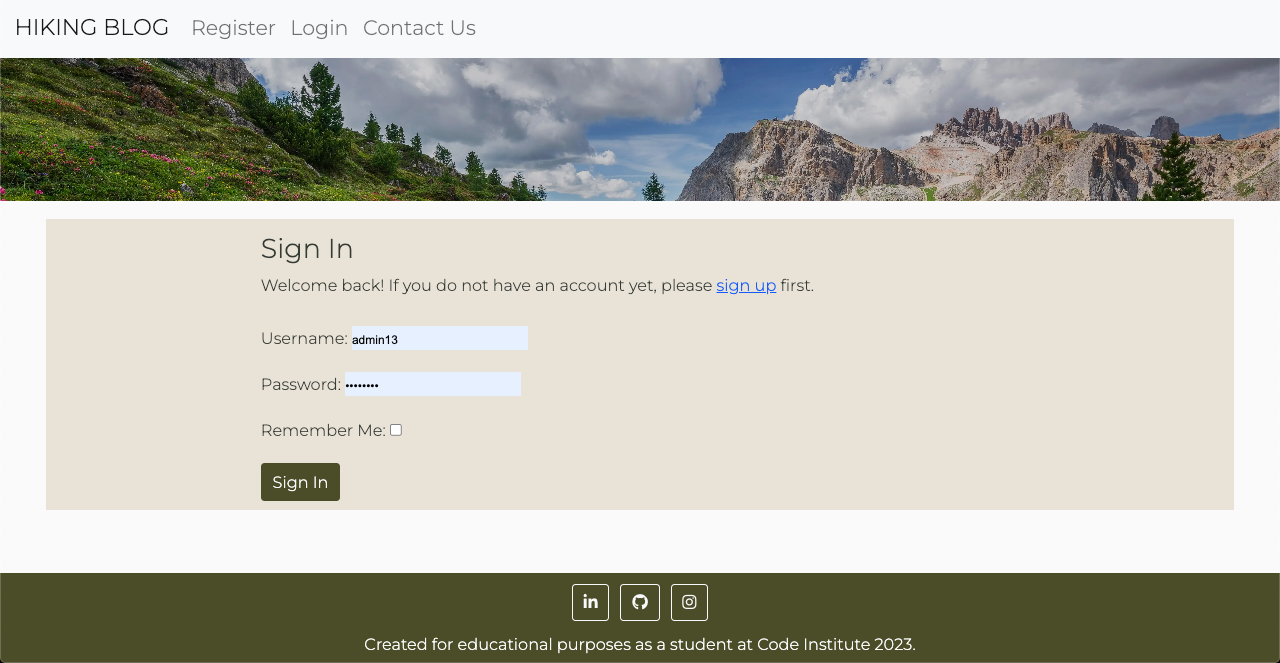 HIKING BLOG Register Login Contact Us
Sign In
Welcome back! If you do not have an account yet, please sign up first.
Username: admin13
Password: ••••••••
Remember Me:
Sign In
in
Created for educational purposes as a student at Code Institute 2023.